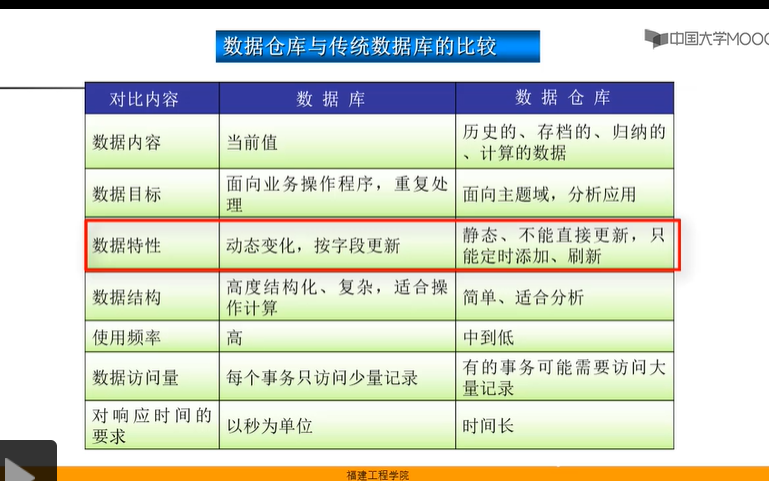 数据仓库与传统数据库的比较
中国大学MOOC
对比内容 数据库 数据仓库
数据内容 当前值 历史的、存档的、归纳的
、计算的数据
数据目标 面向业务操作程序，重复处
理 面向主题域，分析应用
数据特性 动态变化，按字段更新 静态、不能直接更新，只
能定时添加、刷新
数据结构 高度结构化、复杂，适合操
作计算 简单、适合分析
使用频率 高 中到低
数据访问量 每个事务只访问少量记录 有的事务可能需要访问大
量记录
对响应时间的
要求 以秒为单位 时间长
福建工程学院